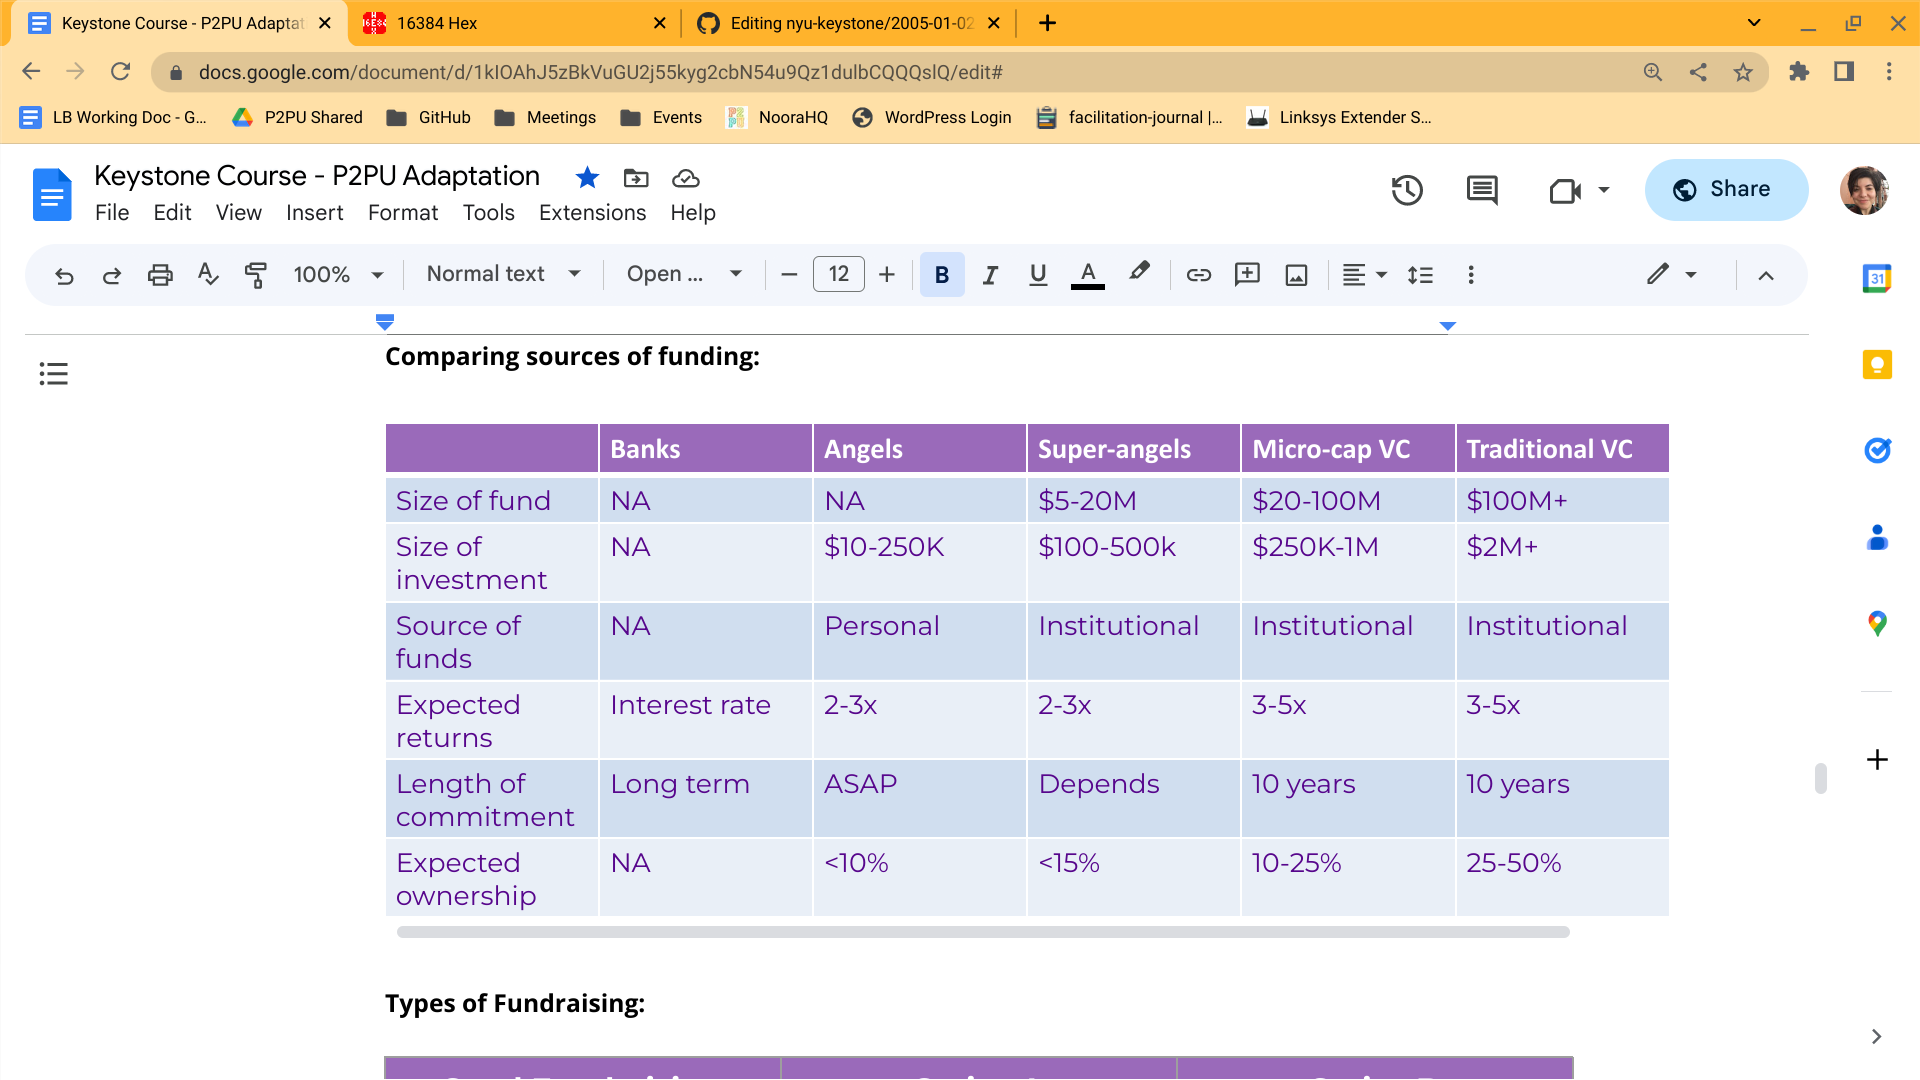 Keystone Course - P2PU Adaptat
16384 Hex
Editing nyu-keystone/2005-01-02
docs.google.com/document/d/1kIOAhJ5zBkVuGU2j55kyg2cbN54u9Qz1dulbCQQQslQ/edit#
LB Working Doc - G... P2PU Shared GitHub Meetings Events NooraHQ WordPress Login facilitation-journal |... Linksys Extender S...
Keystone Course - P2PU Adaptation
File Edit View Insert Format Tools Extensions Help
Share
100% Normal text Open ... 12 B I U A
31
Comparing sources of funding:
Banks Angels Super-angels Micro-cap VC Traditional VC
Size of fund NA NA $5-20M $20-100M $100M+
Size of investment NA $10-250K $100-500k $250K-1M $2M+
Source of funds NA Personal Institutional Institutional Institutional
Expected returns Interest rate 2-3x 2-3x 3-5x 3-5x
Length of commitment Long term ASAP Depends 10 years 10 years
Expected ownership NA <10% <15% 10-25% 25-50%
Types of Fundraising: